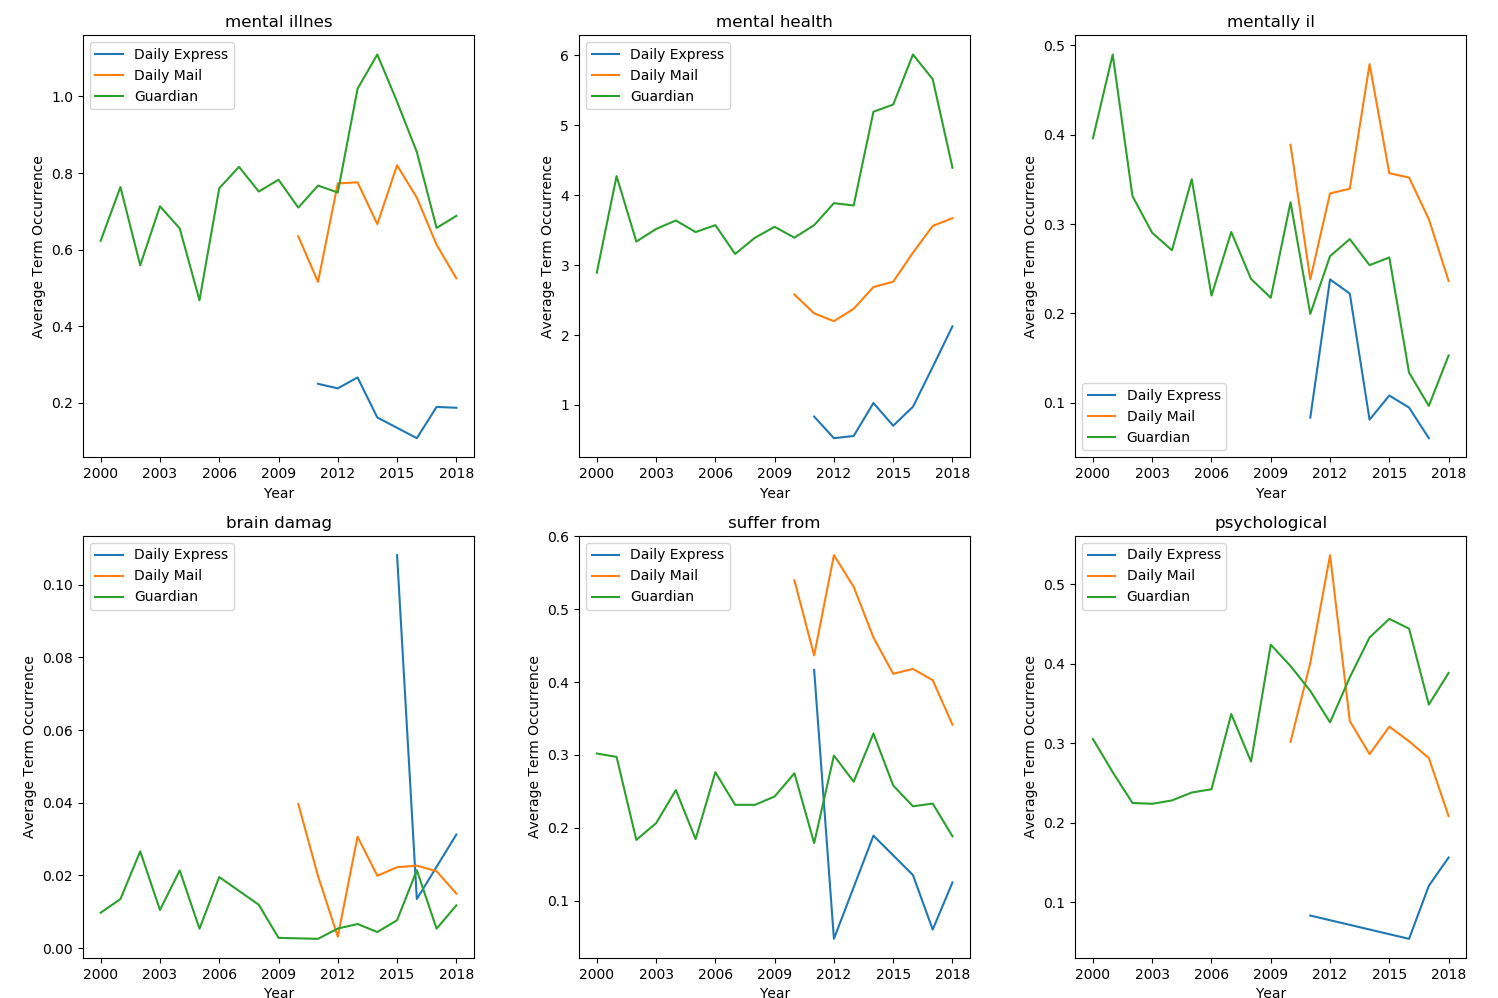 mental illnes
Daily Express
Daily Mail
Guardian
Average Term Occurrence
1.0
0.8
0.6
0.4
0.2
2000 2003 2006 2009 2012 2015 2018
Year
mental health
Daily Express
Daily Mail
Guardian
Average Term Occurrence
6
5
4
3
2
1
2000 2003 2006 2009 2012 2015 2018
Year
mentally il
Average Term Occurrence
0.5
0.4
0.3
0.2
0.1
Daily Express
Daily Mail
Guardian
2000 2003 2006 2009 2012 2015 2018
Year
brain damag
Daily Express
Daily Mail
Guardian
Average Term Occurrence
0.10
0.08
0.06
0.04
0.02
0.00
2000 2003 2006 2009 2012 2015 2018
Year
suffer from
Daily Express
Daily Mail
Guardian
Average Term Occurrence
0.6
0.5
0.4
0.3
0.2
0.1
2000 2003 2006 2009 2012 2015 2018
Year
psychological
Daily Express
Daily Mail
Guardian
Average Term Occurrence
0.5
0.4
0.3
0.2
0.1
2000 2003 2006 2009 2012 2015 2018
Year